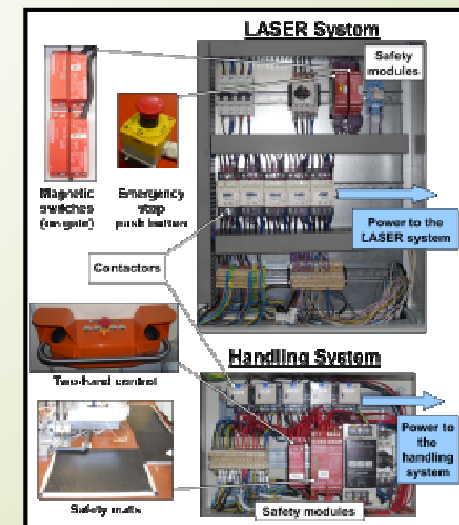 LASER System
Safety
modules
Magnetic
switches
(on gate)
Emergency
stop
push button
Power to the
LASER system
Contactors
Handling System
Two-hand control
Power to
the
handling
system
Safety mats
Safety modules